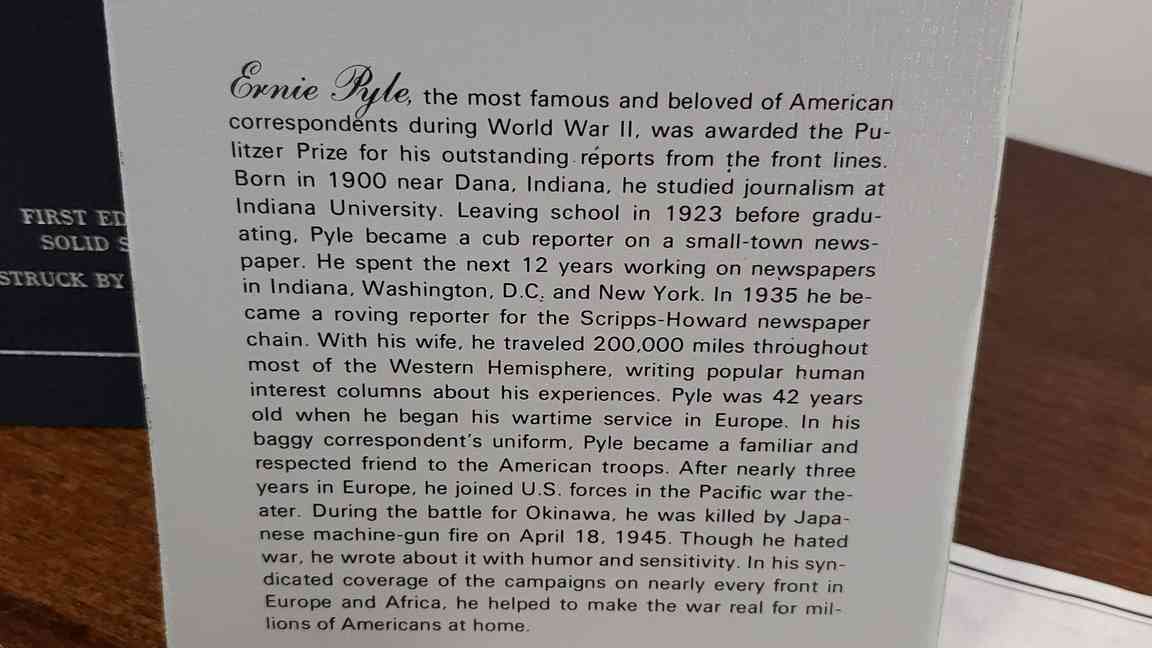 Ernie Pyle, the most famous and beloved of American
correspondents during World War II, was awarded the Pu-
litzer Prize for his outstanding reports from the front lines.
Born in 1900 near Dana, Indiana, he studied journalism at
Indiana University. Leaving school in 1923 before gradu-
ating, Pyle became a cub reporter on a small-town news-
paper. He spent the next 12 years working on newspapers
in Indiana, Washington, D.C. and New York. In 1935 he be-
came a roving reporter for the Scripps-Howard newspaper
chain. With his wife, he traveled 200,000 miles throughout
most of the Western Hemisphere, writing popular human
interest columns about his experiences. Pyle was 42 years
old when he began his wartime service in Europe. In his
baggy correspondent's uniform, Pyle became a familiar and
respected friend to the American troops. After nearly three
years in Europe, he joined U.S. forces in the Pacific war the-
ater. During the battle for Okinawa, he was killed by Japa-
nese machine-gun fire on April 18, 1945. Though he hated
war, he wrote about it with humor and sensitivity. In his syn-
dicated coverage of the campaigns on nearly every front in
Europe and Africa, he helped to make the war real for mil-
lions of Americans at home.
FIRST ED
SOLID S
STRUCK BY